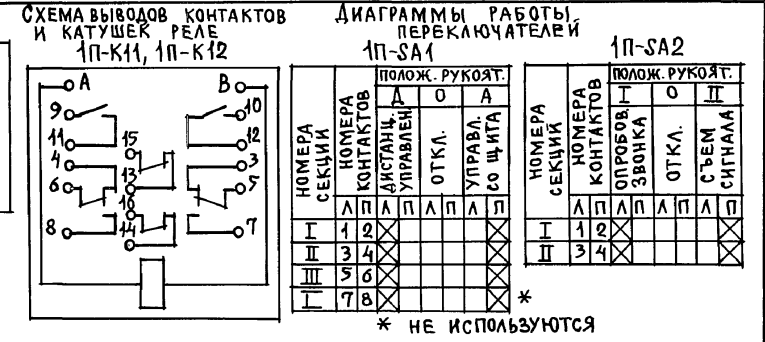 СХЕМА ВЫВОДОВ КОНТАКТОВ
И КАТУШЕК РЕЛЕ
1П-К11, 1П-К12
А В
9 10
11 12
15
4 3
13
6 5
16
8 14 7
ДИАГРАММЫ РАБОТЫ
ПЕРЕКЛЮЧАТЕЛЕЙ
1П-SA1
НОМЕРА СЕКЦИИ
НОМЕРА КОНТАКТОВ
ПОЛОЖ. РУКОЯТ.
Д О А
ДИСТАНЦ. УПРАВЛЕН.
ОТКЛ.
УПРАВЛ. СО ЩИТА
Л П Л П Л П Л П
I 1 2
II 3 4
III 5 6
I 7 8 *
* НЕ ИСПОЛЬЗУЮТСЯ
1П-SA2
НОМЕРА СЕКЦИЙ
НОМЕРА КОНТАКТОВ
ПОЛОЖ. РУКОЯТ.
I О II
ОПРОБОВ. ЗВОНКА
ОТКЛ.
СЪЕМ СИГНАЛА
Л П Л П Л П Л П
I 1 2
II 3 4